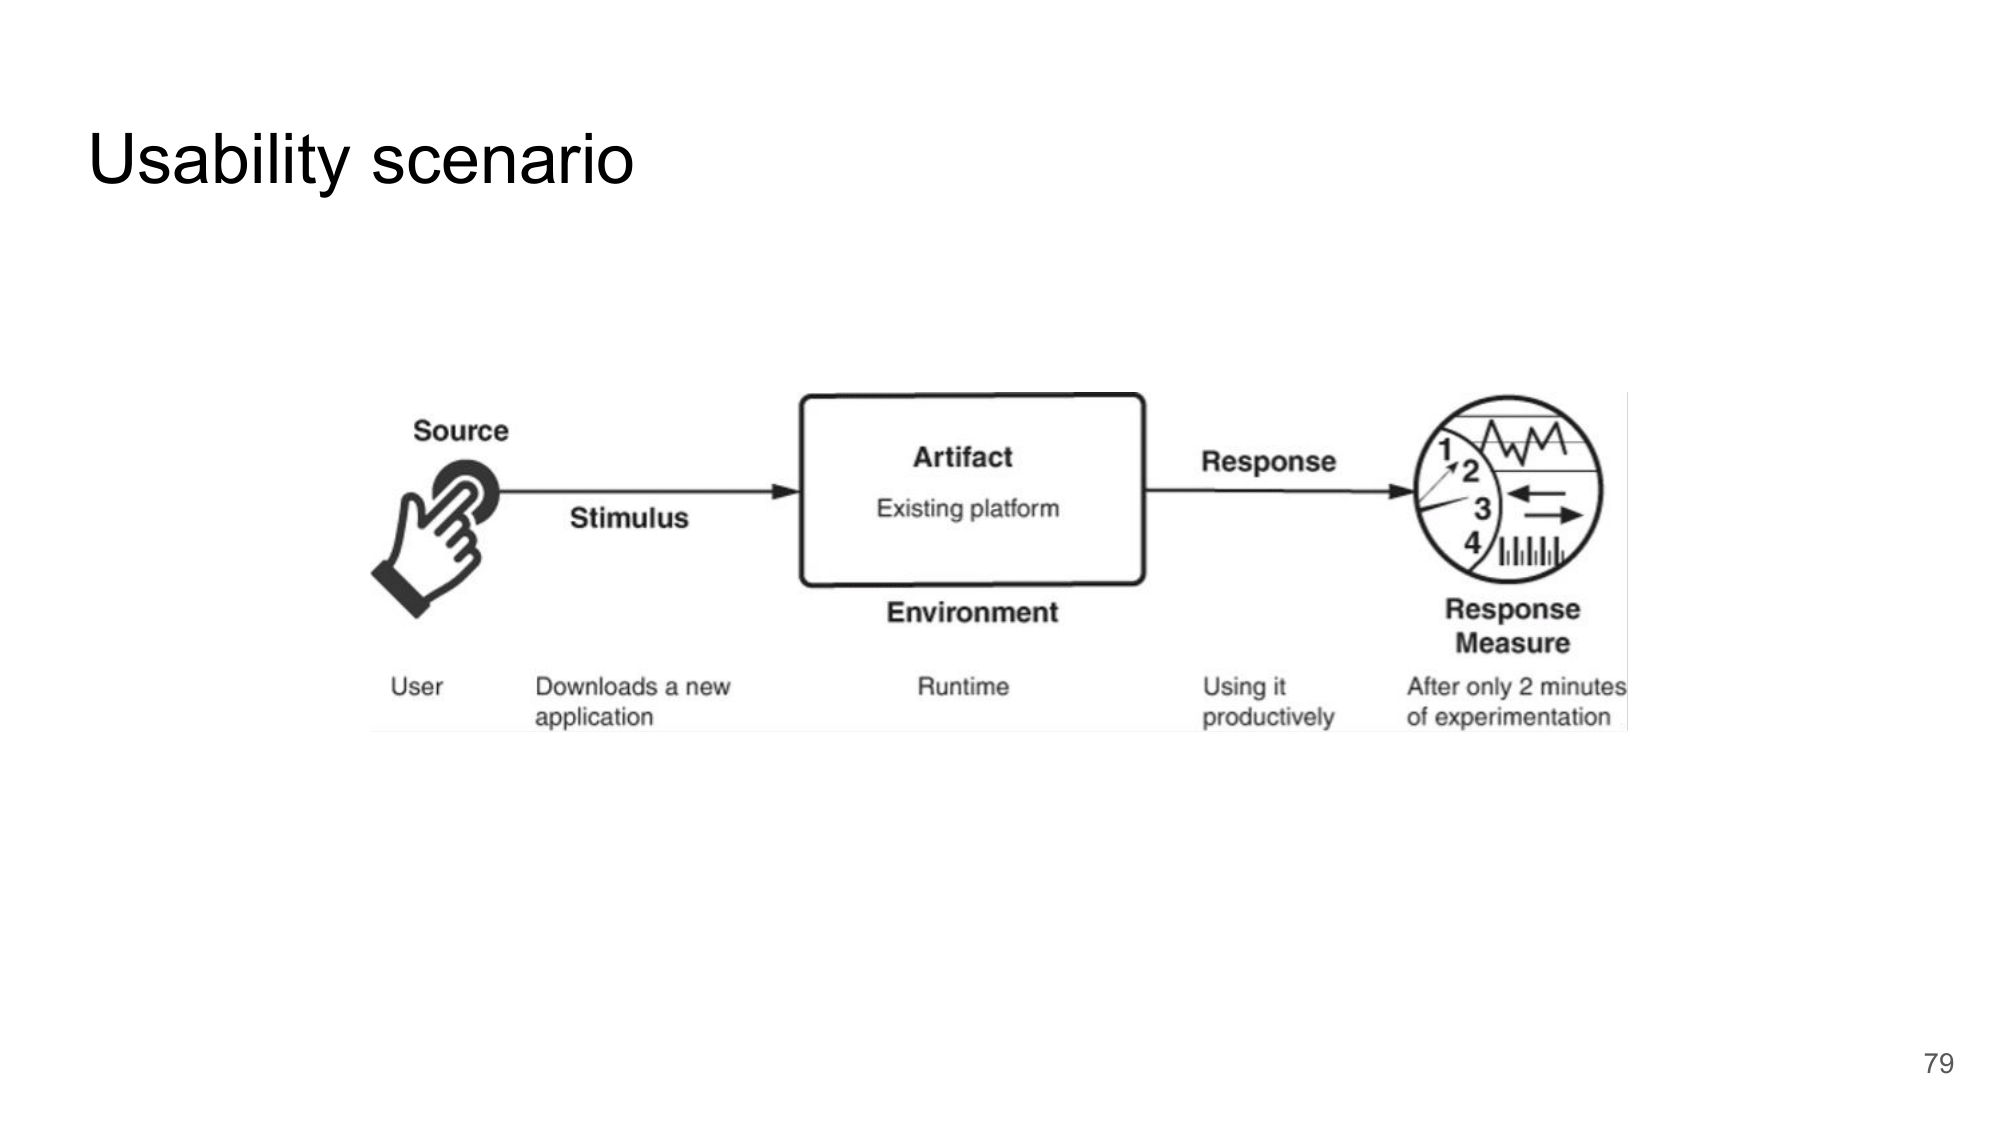 Usability scenario
Source
Stimulus
Artifact
Existing platform
Environment
Response
1
2
3
4
Response
Measure
User
Downloads a new
application
Runtime
Using it
productively
After only 2 minutes
of experimentation
79